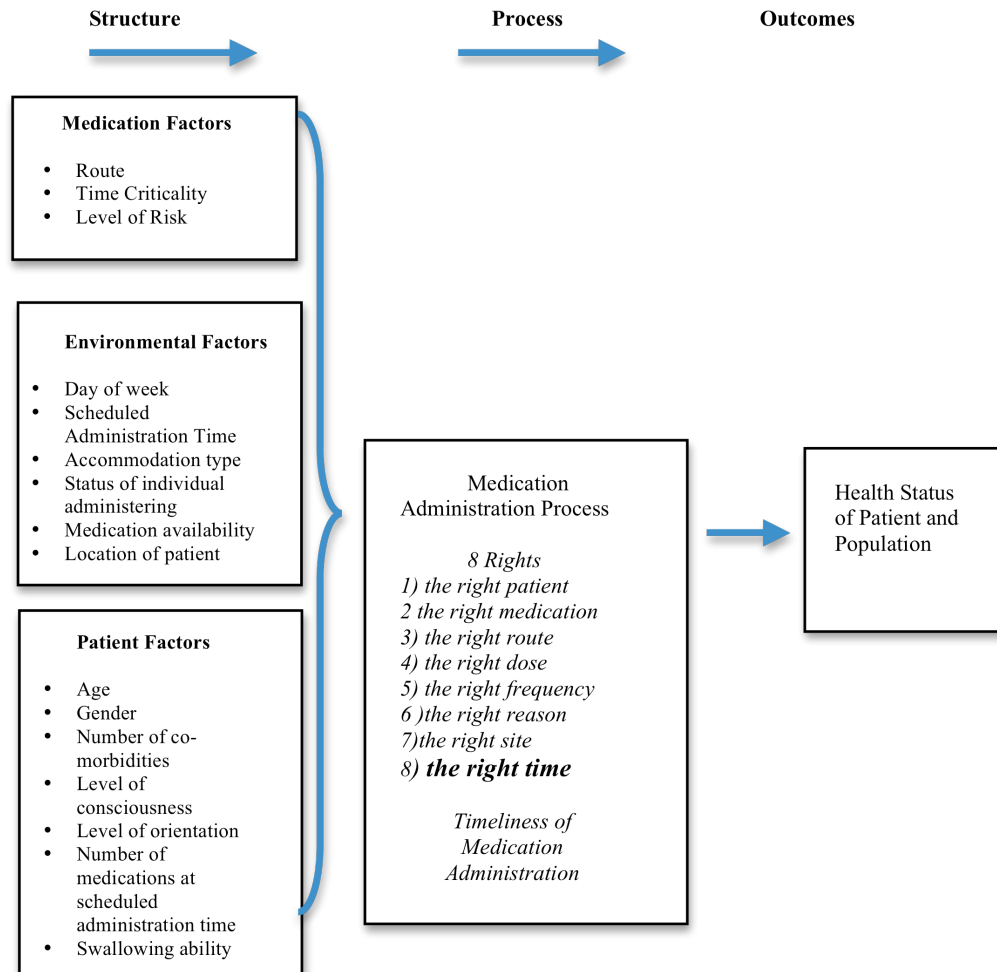 Structure
Process
Outcomes
Medication Factors
• Route
• Time Criticality
• Level of Risk
Environmental Factors
• Day of week
• Scheduled
Administration Time
• Accommodation type
• Status of individual
administering
• Medication availability
• Location of patient
Patient Factors
• Age
• Gender
• Number of co-
morbidities
• Level of
consciousness
• Level of orientation
• Number of
medications at
scheduled
administration time
• Swallowing ability
Medication
Administration Process
8 Rights
1) the right patient
2 the right medication
3) the right route
4) the right dose
5) the right frequency
6 )the right reason
7)the right site
8) the right time
Timeliness of
Medication
Administration
Health Status
of Patient and
Population